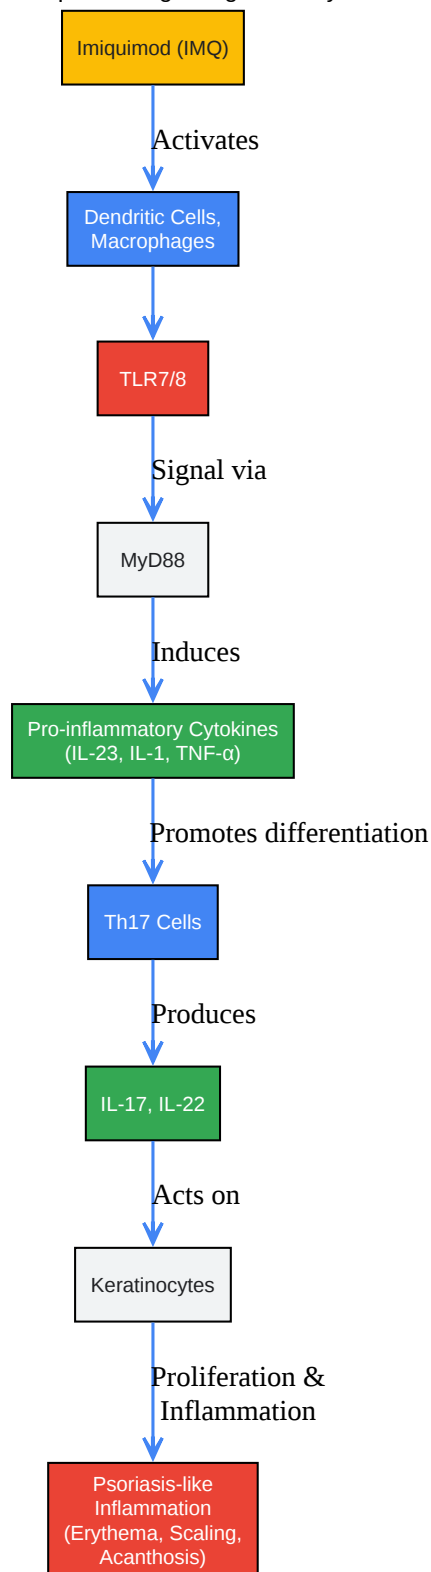 Imiquimod (IMQ)
Activates
Dendritic Cells,
Macrophages
TLR7/8
Signal via
MyD88
Induces
Pro-inflammatory Cytokines
(IL-23, IL-1, TNF-α)
Promotes differentiation
Th17 Cells
Produces
IL-17, IL-22
Acts on
Keratinocytes
Proliferation &
Inflammation
Psoriasis-like
Inflammation
(Erythema, Scaling,
Acanthosis)